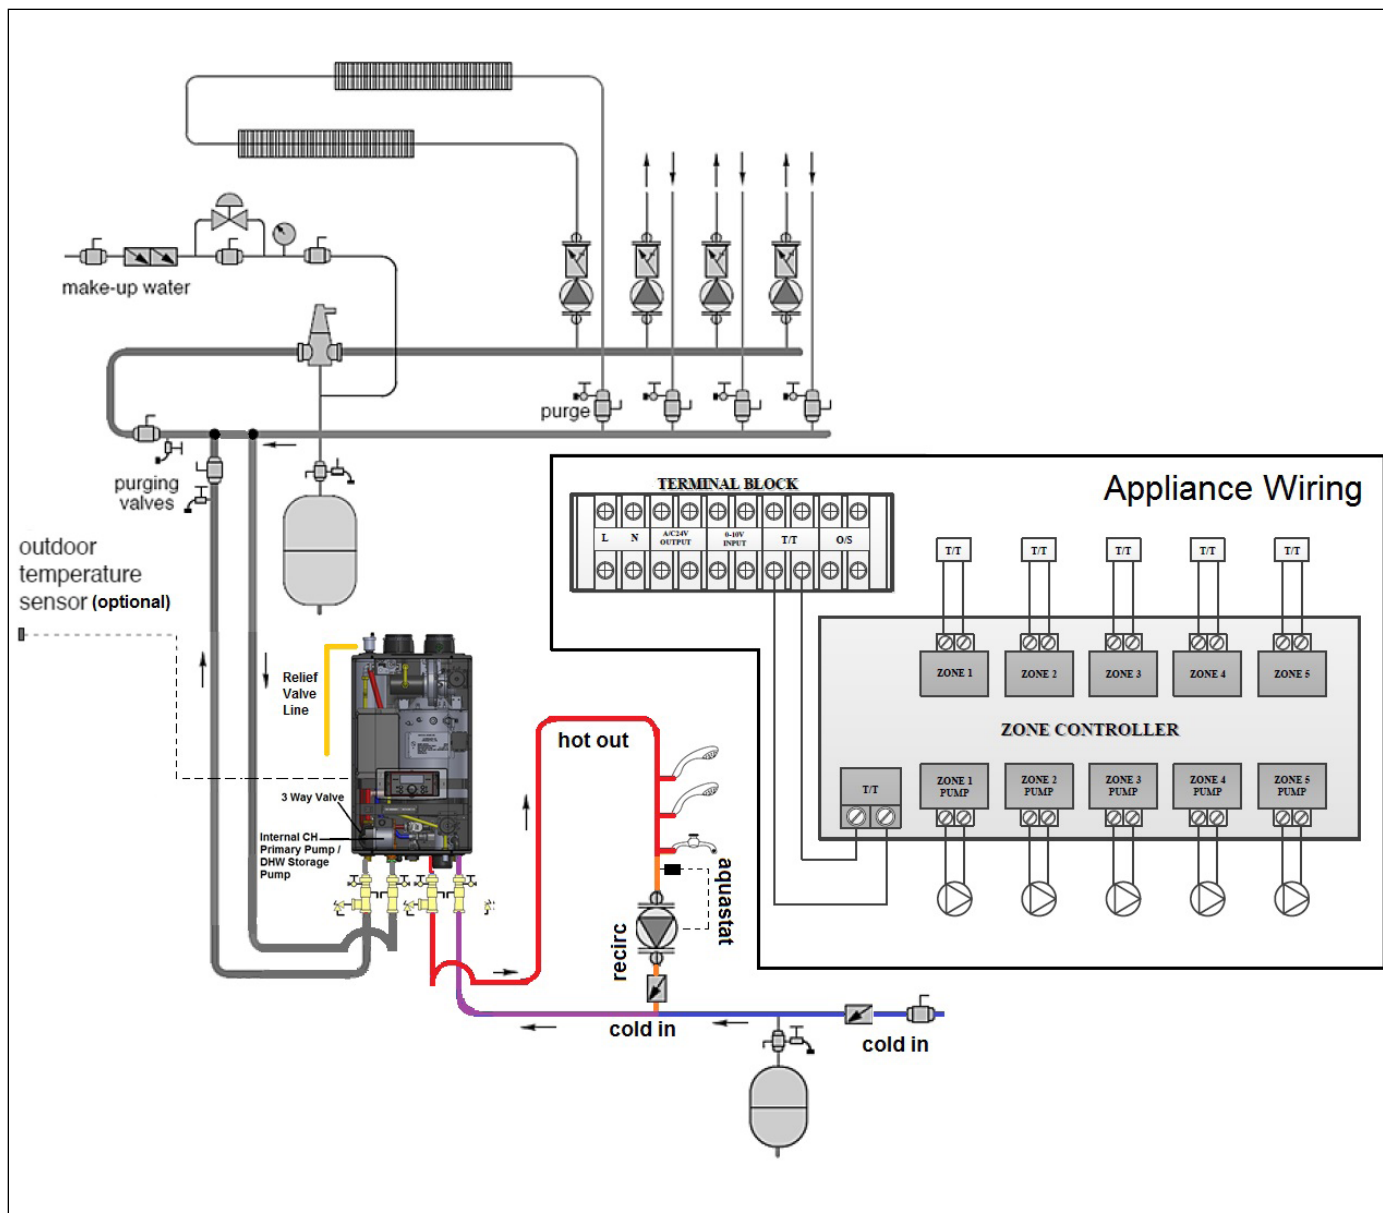 make-up water
purge
purging
valves
outdoor
temperature
sensor (optional)
Relief
Valve
Line
3 Way Valve
Internal CH
Primary Pump /
DHW Storage
Pump
hot out
aquastat
recirc
cold in
cold in
Appliance Wiring
TERMINAL BLOCK
L N A/C24V OUTPUT 0-10V INPUT T/T O/S
T/T T/T T/T T/T T/T
ZONE 1 ZONE 2 ZONE 3 ZONE 4 ZONE 5
ZONE CONTROLLER
T/T
ZONE 1 PUMP
ZONE 2 PUMP
ZONE 3 PUMP
ZONE 4 PUMP
ZONE 5 PUMP